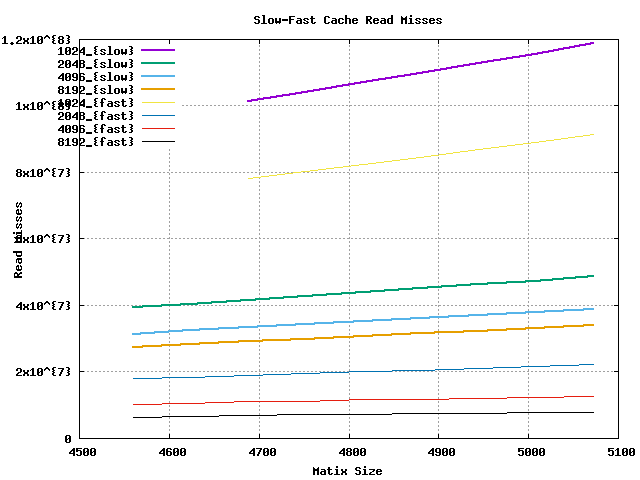 Slow-Fast Cache Read Misses
1.2x10^{8}
1024_{slow}
2048_{slow}
4096_{slow}
8192_{slow}
1x10^{8}
1024_{fast}
2048_{fast}
4096_{fast}
8192_{fast}
8x10^{7}
6x10^{7}
4x10^{7}
2x10^{7}
0
Read Misses
4500 4600 4700 4800 4900 5000 5100
Matix Size